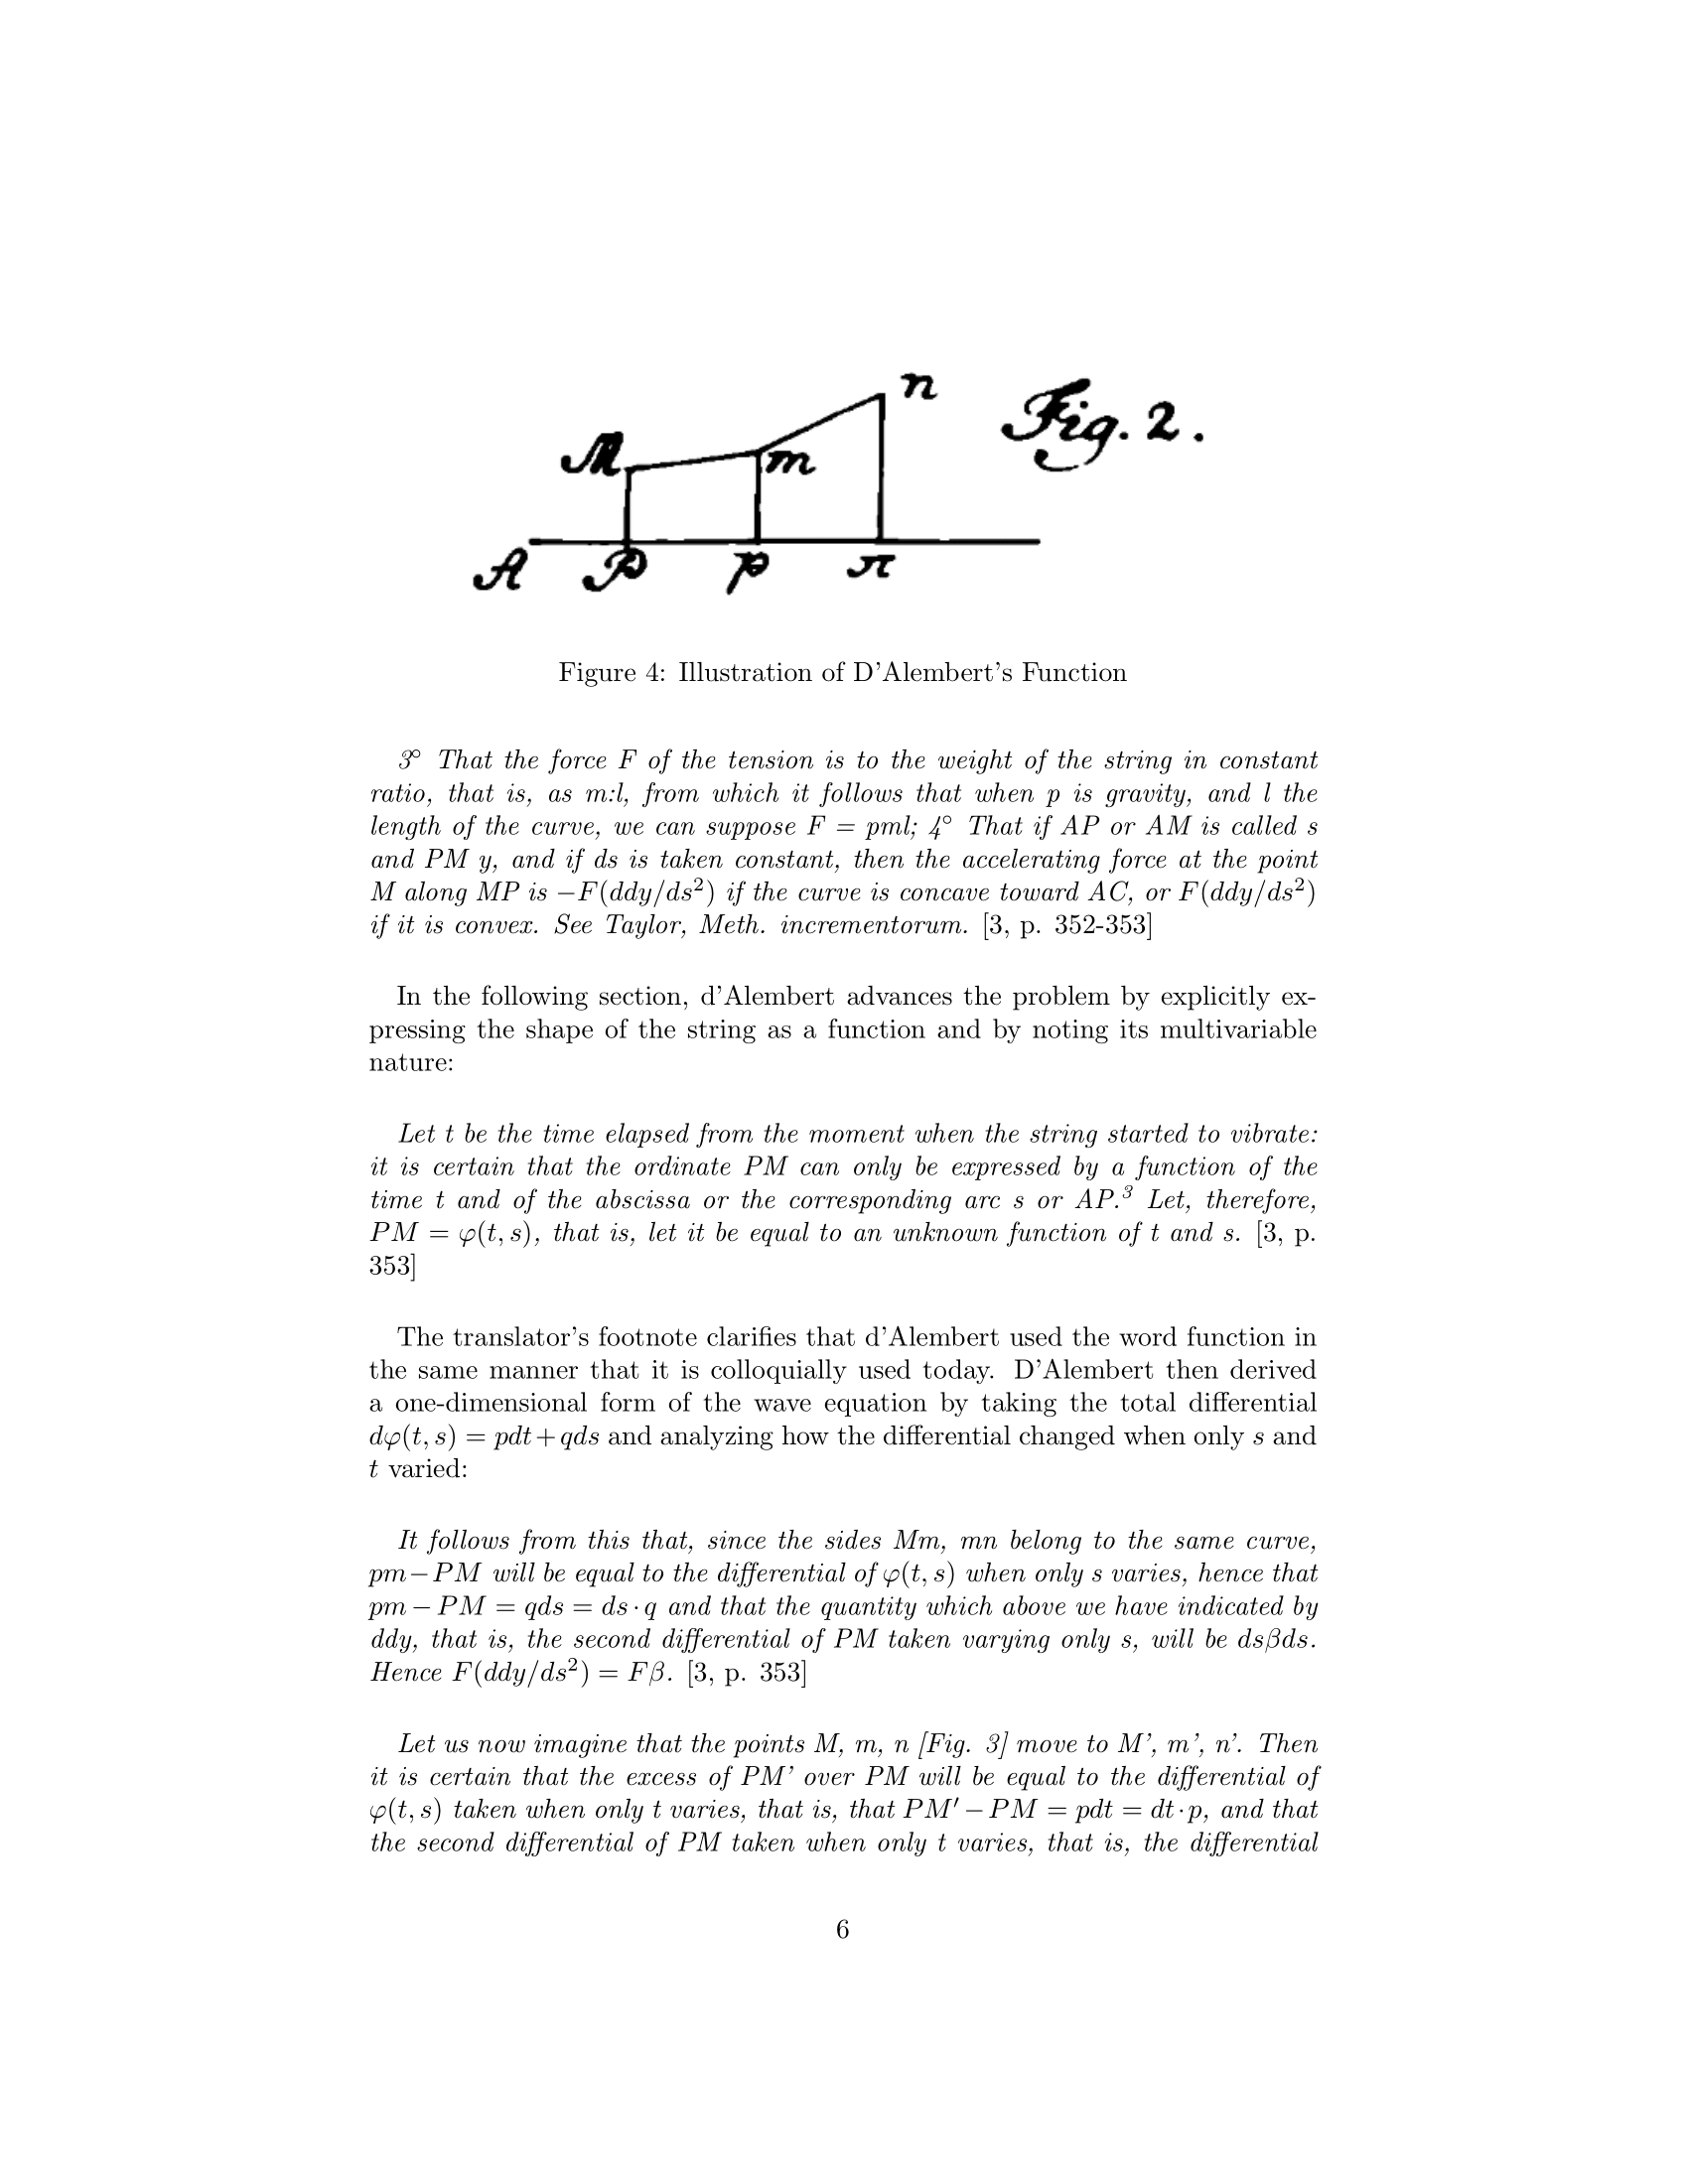 n
Fig. 2.
M
m
A P p π
Figure 4: Illustration of D'Alembert's Function
3° That the force F of the tension is to the weight of the string in constant
ratio, that is, as m:l, from which it follows that when p is gravity, and l the
length of the curve, we can suppose F = pml; 4° That if AP or AM is called s
and PM y, and if ds is taken constant, then the accelerating force at the point
M along MP is −F(ddy/ds²) if the curve is concave toward AC, or F(ddy/ds²)
if it is convex. See Taylor, Meth. incrementorum. [3, p. 352-353]
In the following section, d'Alembert advances the problem by explicitly ex-
pressing the shape of the string as a function and by noting its multivariable
nature:
Let t be the time elapsed from the moment when the string started to vibrate:
it is certain that the ordinate PM can only be expressed by a function of the
time t and of the abscissa or the corresponding arc s or AP.³ Let, therefore,
PM = φ(t, s), that is, let it be equal to an unknown function of t and s. [3, p.
353]
The translator's footnote clarifies that d'Alembert used the word function in
the same manner that it is colloquially used today. D'Alembert then derived
a one-dimensional form of the wave equation by taking the total differential
dφ(t, s) = pdt + qds and analyzing how the differential changed when only s and
t varied:
It follows from this that, since the sides Mm, mn belong to the same curve,
pm − PM will be equal to the differential of φ(t, s) when only s varies, hence that
pm − PM = qds = ds · q and that the quantity which above we have indicated by
ddy, that is, the second differential of PM taken varying only s, will be dsβds.
Hence F(ddy/ds²) = Fβ. [3, p. 353]
Let us now imagine that the points M, m, n [Fig. 3] move to M', m', n'. Then
it is certain that the excess of PM' over PM will be equal to the differential of
φ(t, s) taken when only t varies, that is, that PM′ − PM = pdt = dt · p, and that
the second differential of PM taken when only t varies, that is, the differential
6